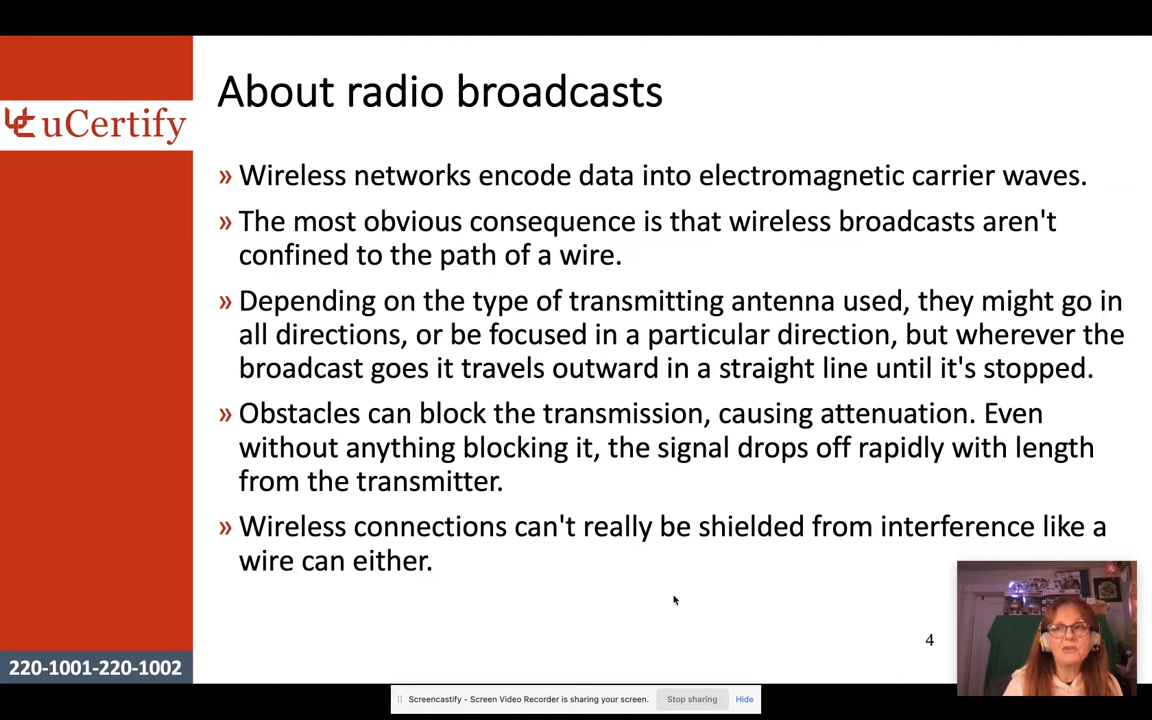 About radio broadcasts
uCertify
» Wireless networks encode data into electromagnetic carrier waves.
» The most obvious consequence is that wireless broadcasts aren't
confined to the path of a wire.
» Depending on the type of transmitting antenna used, they might go in
all directions, or be focused in a particular direction, but wherever the
broadcast goes it travels outward in a straight line until it's stopped.
» Obstacles can block the transmission, causing attenuation. Even
without anything blocking it, the signal drops off rapidly with length
from the transmitter.
» Wireless connections can't really be shielded from interference like a
wire can either.
4
220-1001-220-1002
Screencastify - Screen Video Recorder is sharing your screen.
Stop sharing
Hide